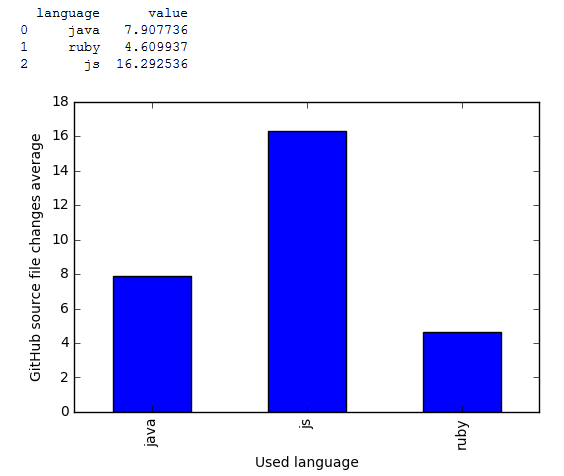 language value
0 java 7.907736
1 ruby 4.609937
2 js 16.292536
18
16
14
12
10
8
6
4
2
0
GitHub source file changes average
java
js
ruby
Used language